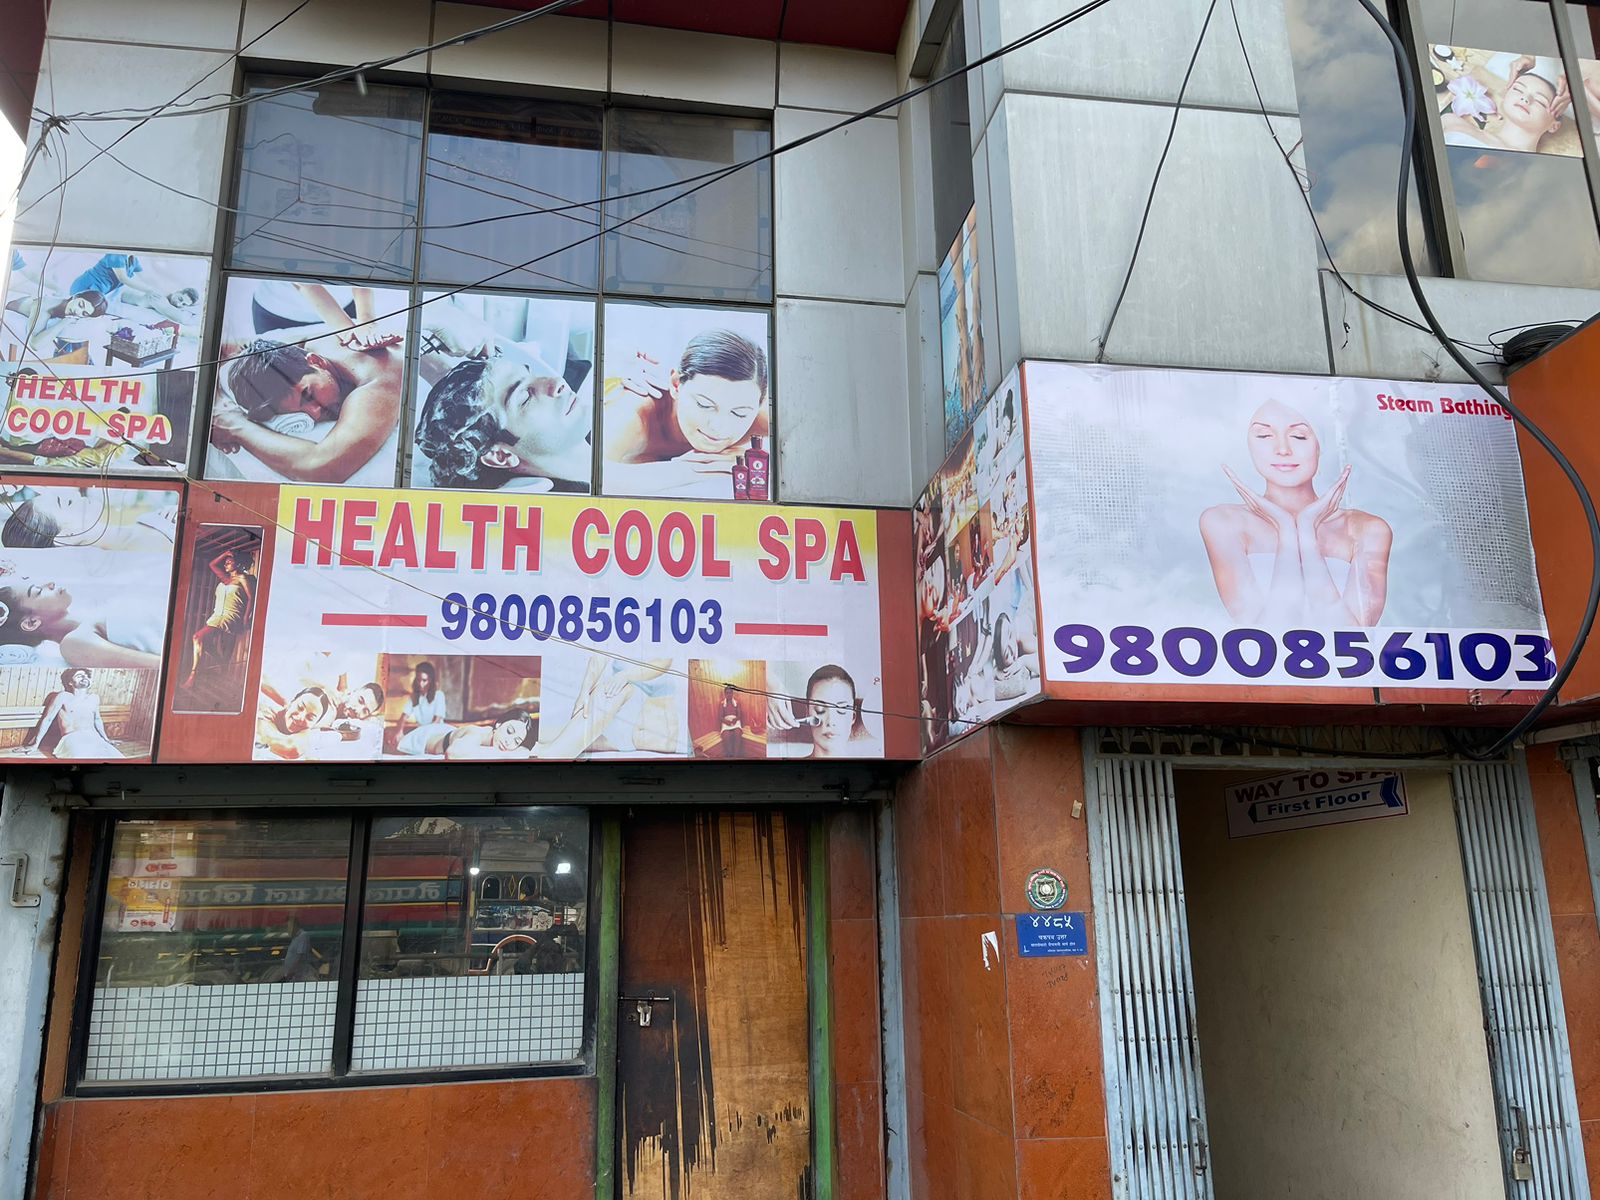 HEALTH
COOL SPA
HEALTH COOL SPA
9800856103
Steam Bathing
9800856103
WAY TO SPA
First Floor
४४८५